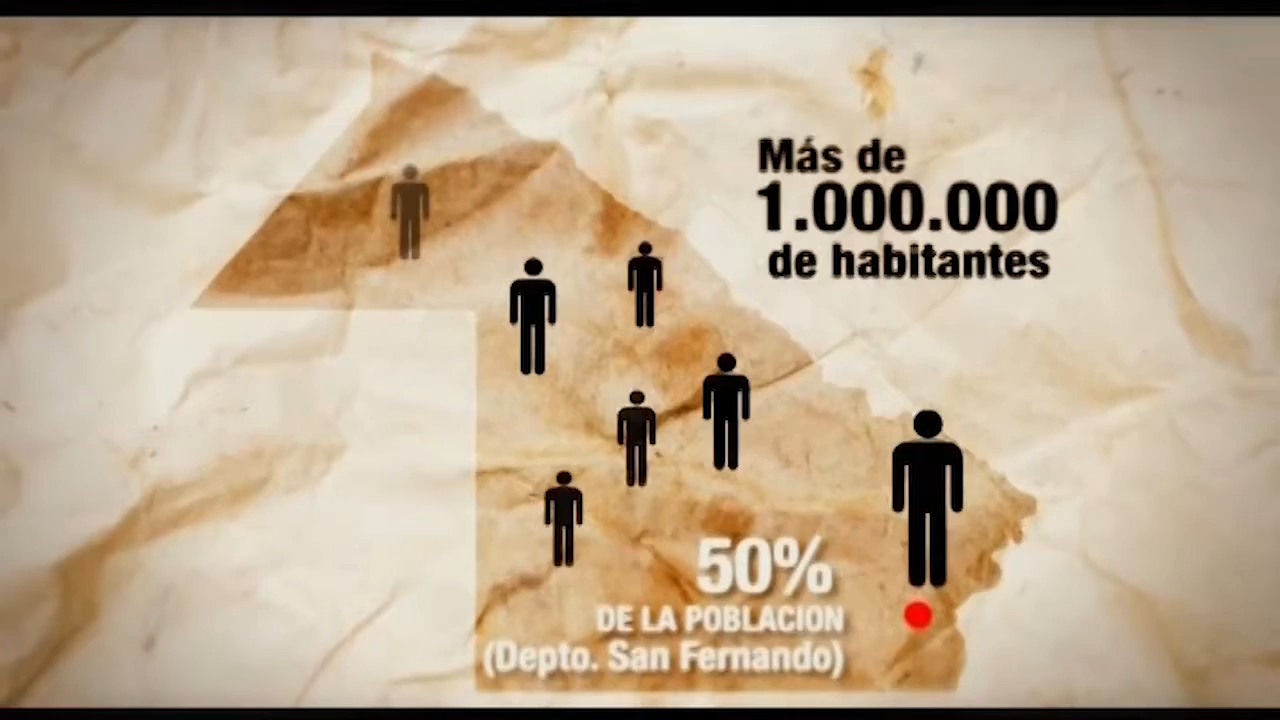 Más de
1.000.000
de habitantes
50%
DE LA POBLACION
(Depto. San Fernando)